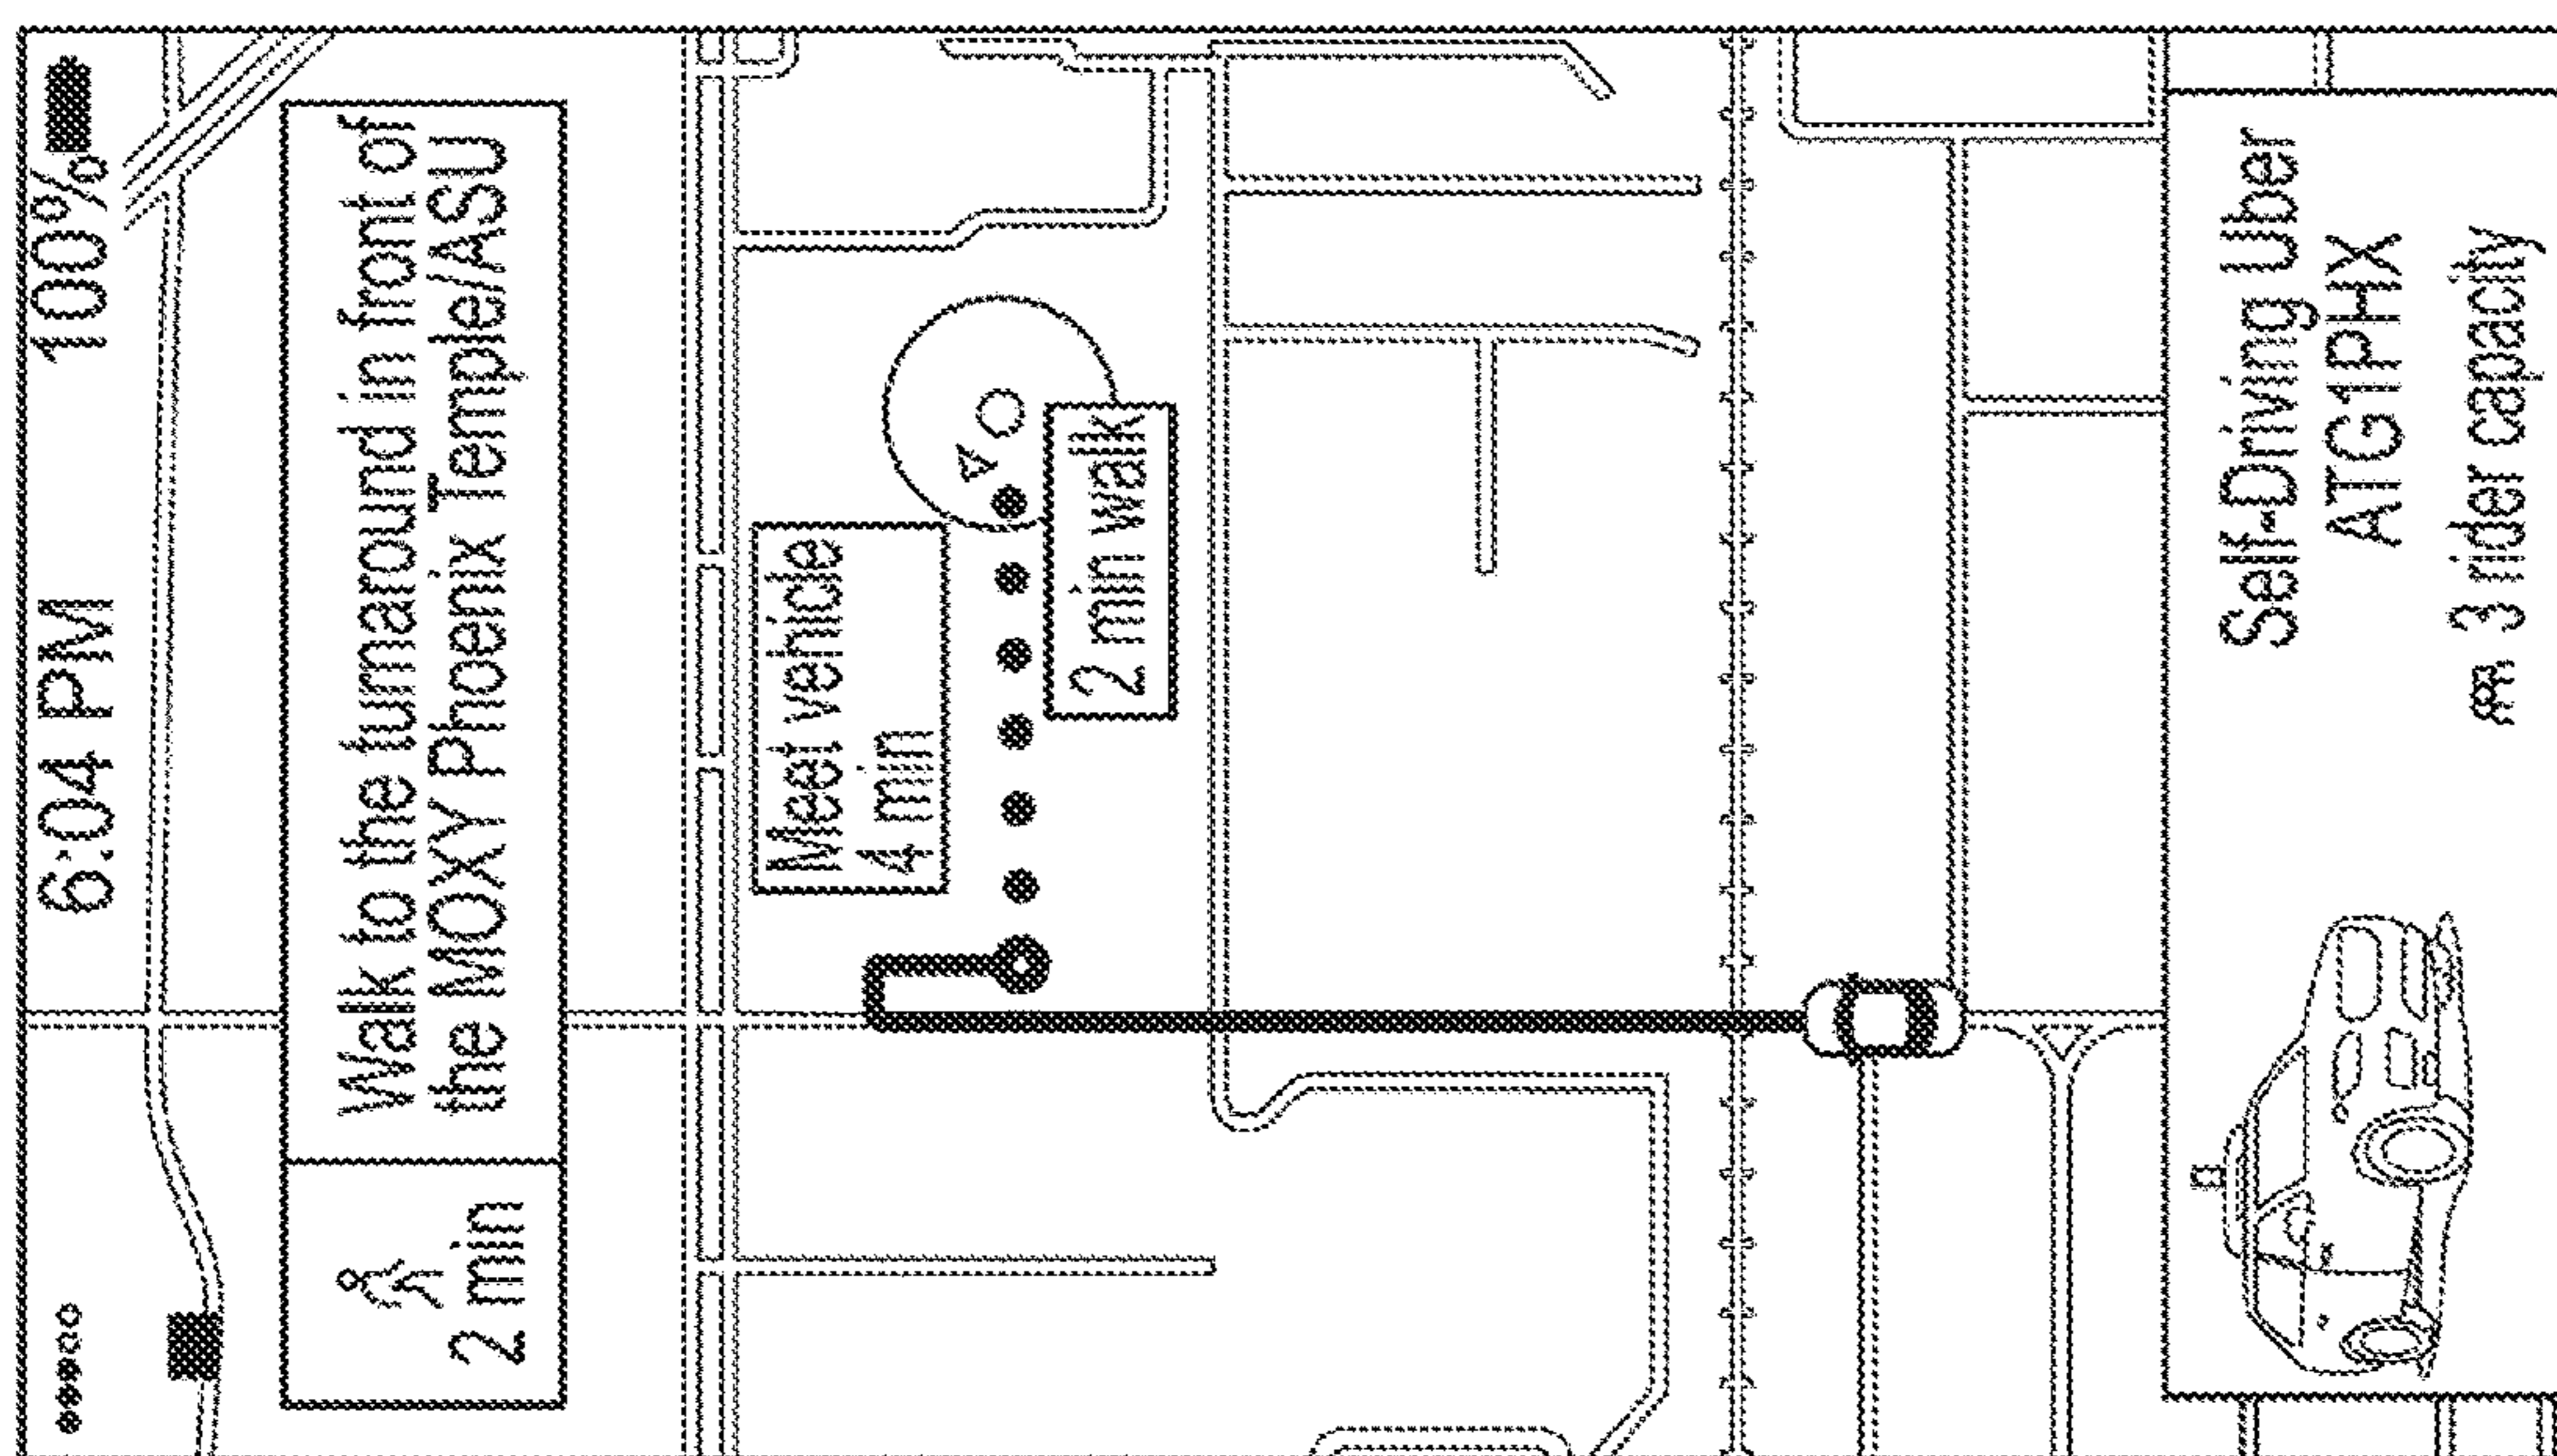 6:04 PM
100%
Walk to the turnaround in front of
the MOXY Phoenix Temple/ASU
2 min
Meet vehicle
4 min
2 min walk
Self-Driving Uber
ATG1PHX
3 rider capacity